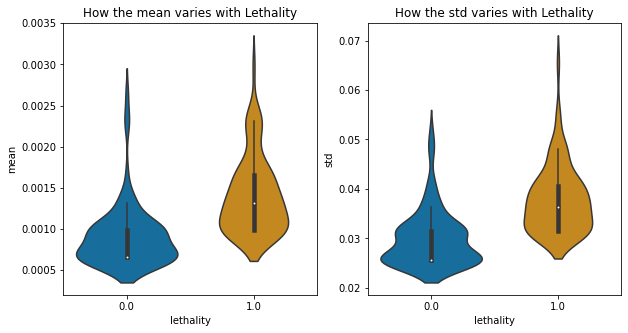 How the mean varies with Lethality
0.0035
0.0030
0.0025
0.0020
0.0015
0.0010
0.0005
mean
0.0
1.0
lethality
How the std varies with Lethality
0.07
0.06
0.05
0.04
0.03
0.02
std
0.0
1.0
lethality